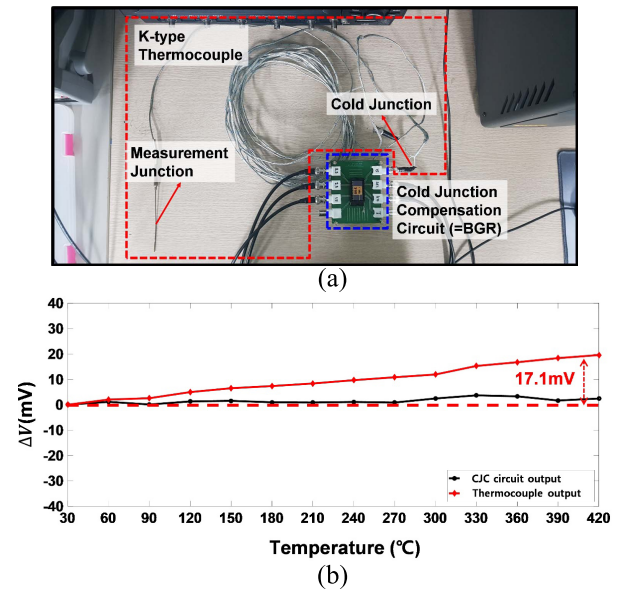 K-type
Thermocouple
Cold Junction
Measurement
Junction
Cold Junction
Compensation
Circuit (=BGR)
(a)
40
30
20
10
0
-10
-20
-30
-40
ΔV(mV)
17.1mV
CJC circuit output
Thermocouple output
30 60 90 120 150 180 210 240 270 300 330 360 390 420
Temperature (℃)
(b)